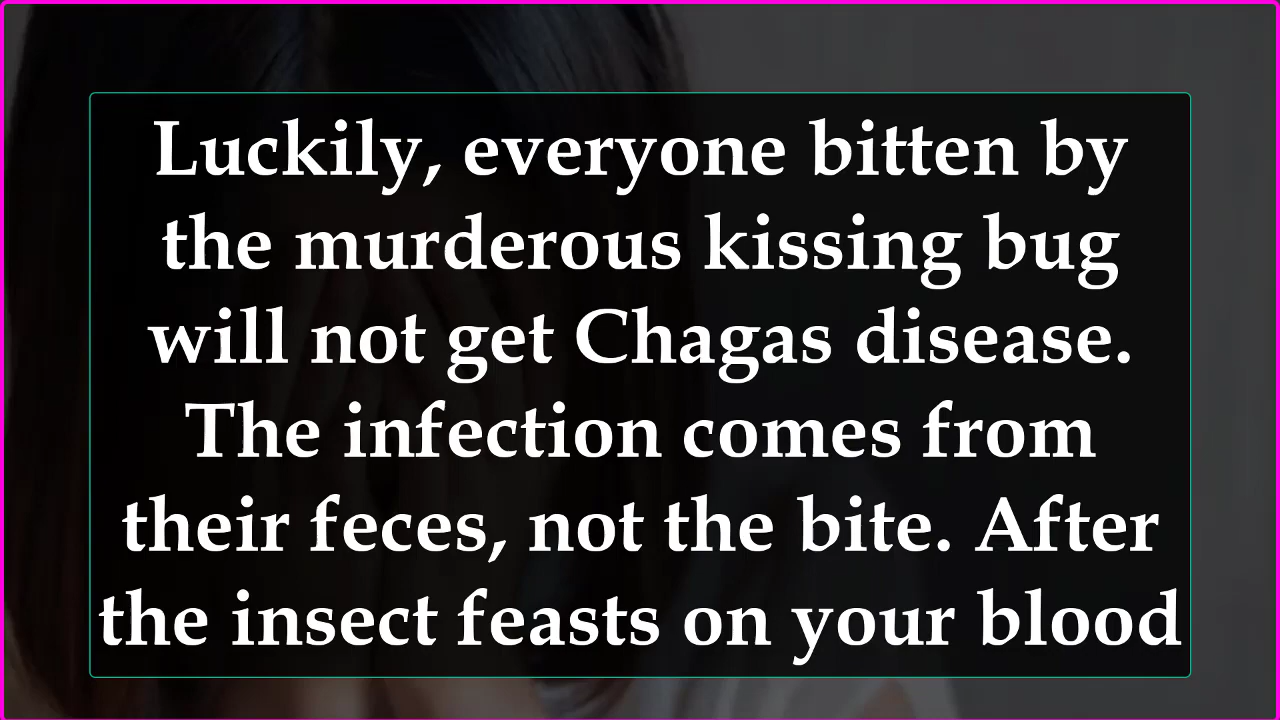 Luckily, everyone bitten by
the murderous kissing bug
will not get Chagas disease.
The infection comes from
their feces, not the bite. After
the insect feasts on your blood